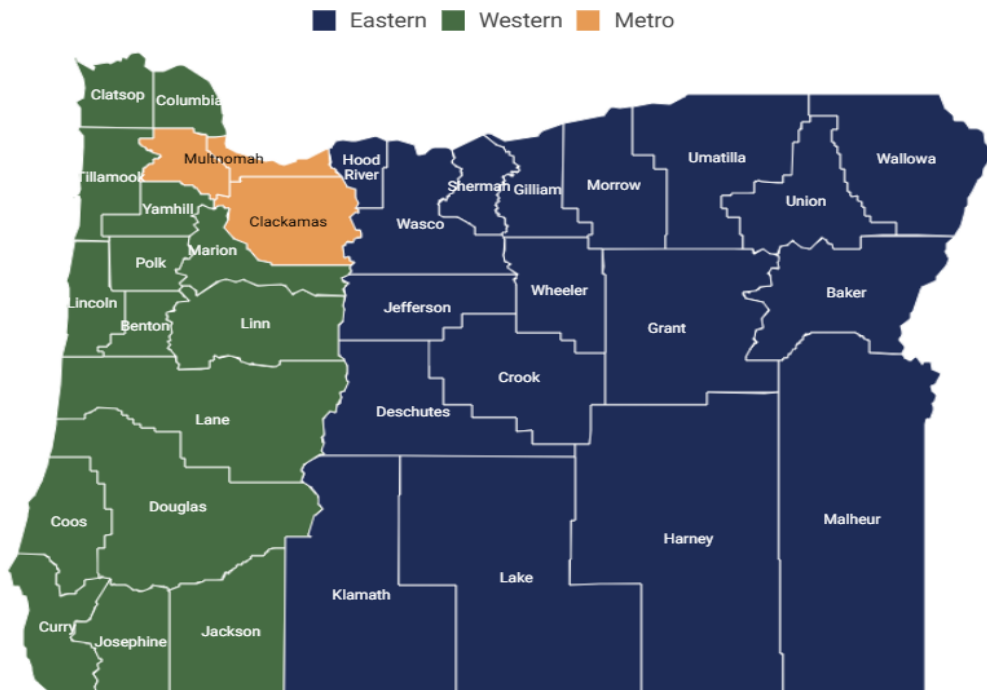 Eastern Western Metro
Clatsop
Columbia
Multnomah
Hood
River
Umatilla
Wallowa
Tillamook
Sherman
Gilliam
Morrow
Union
Yamhill
Clackamas
Wasco
Marion
Polk
Wheeler
Baker
Lincoln
Jefferson
Benton
Linn
Grant
Crook
Deschutes
Lane
Douglas
Coos
Malheur
Harney
Lake
Klamath
Curry
Josephine
Jackson